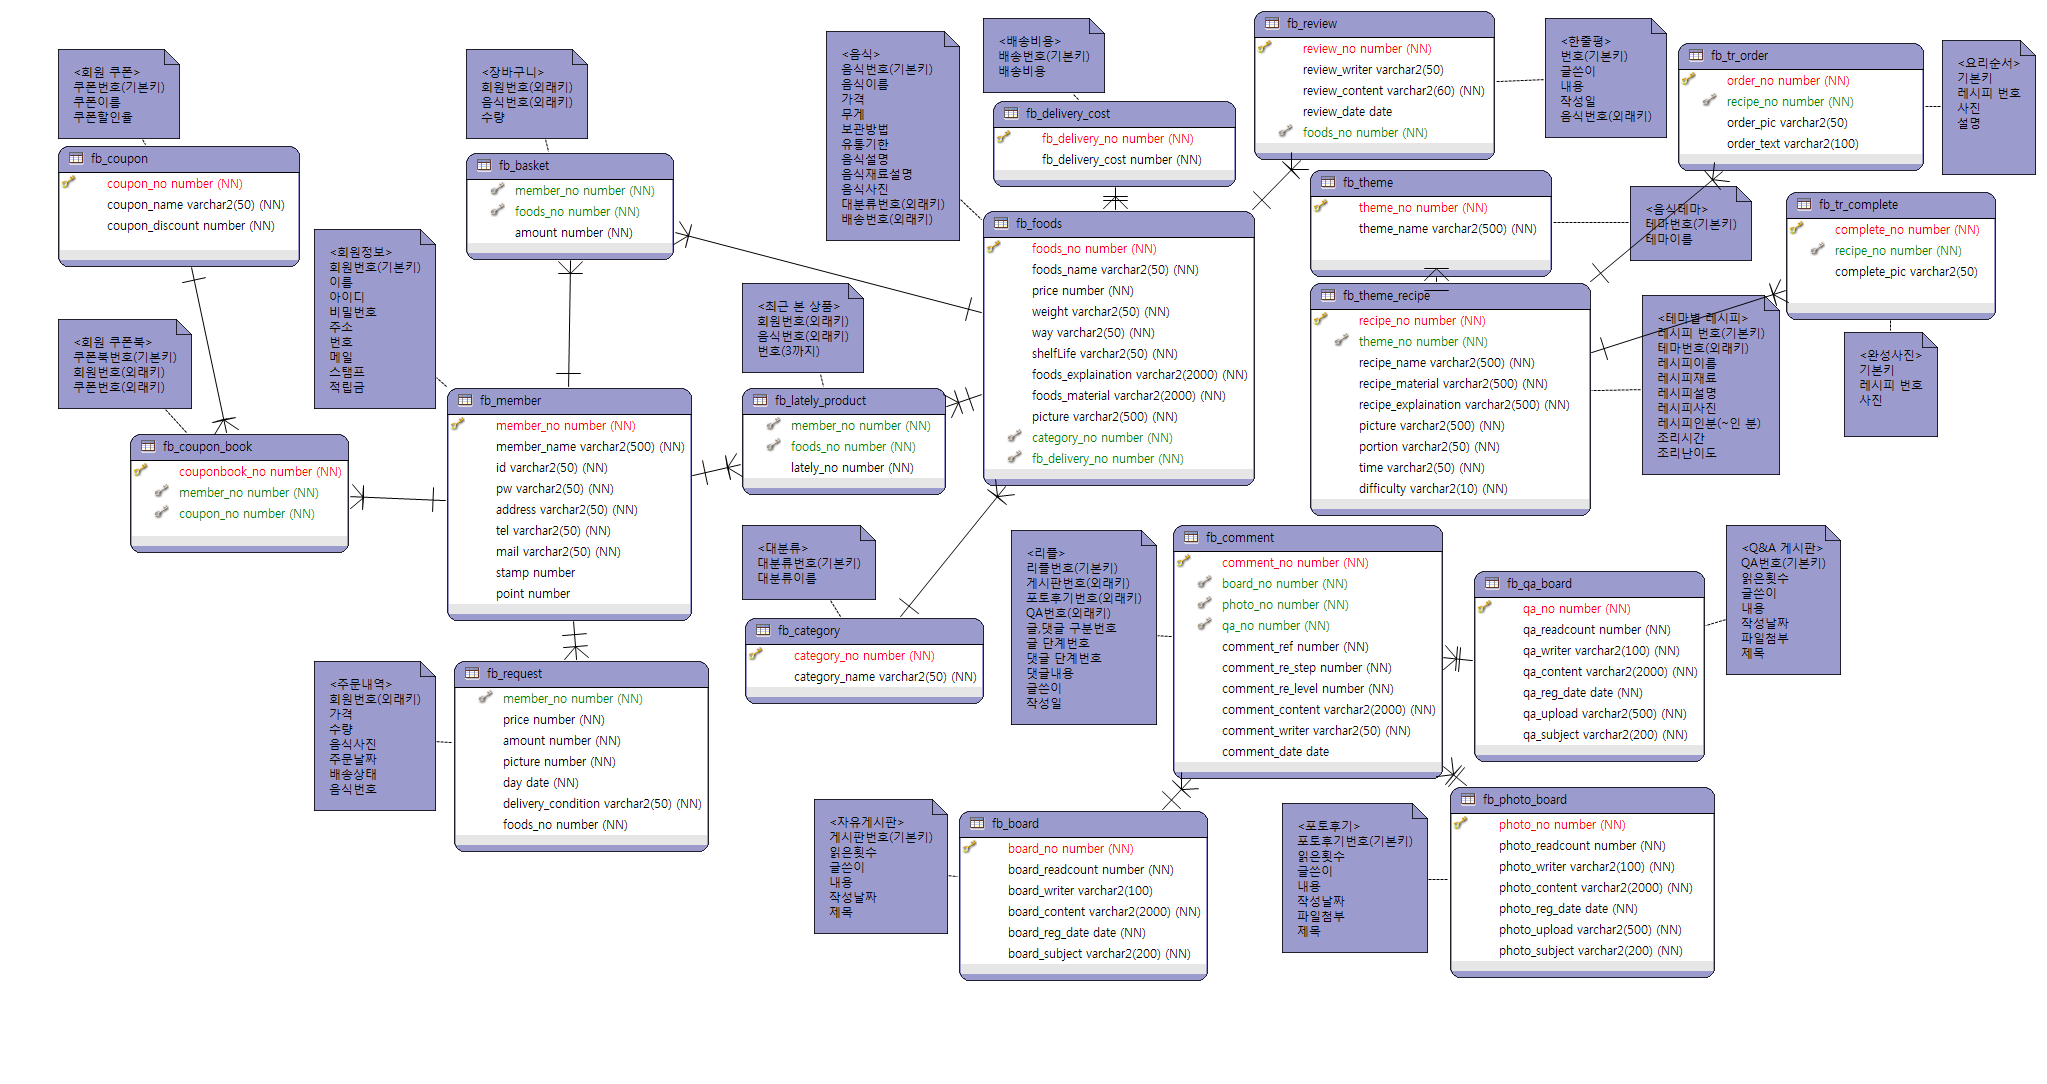 <회원 쿠폰>
쿠폰번호(기본키)
쿠폰이름
쿠폰할인율
fb_coupon
coupon_no number (NN)
coupon_name varchar2(50) (NN)
coupon_discount number (NN)
<장바구니>
회원번호(외래키)
음식번호(외래키)
수량
fb_basket
member_no number (NN)
foods_no number (NN)
amount number (NN)
<음식>
음식번호(기본키)
음식이름
가격
무게
보관방법
유통기한
음식설명
음식재료설명
음식사진
대분류번호(외래키)
배송번호(외래키)
<배송비용>
배송번호(기본키)
배송비용
fb_delivery_cost
fb_delivery_no number (NN)
fb_delivery_cost number (NN)
fb_review
review_no number (NN)
review_writer varchar2(50)
review_content varchar2(60) (NN)
review_date date
foods_no number (NN)
<한줄평>
번호(기본키)
글쓴이
내용
작성일
음식번호(외래키)
fb_tr_order
order_no number (NN)
recipe_no number (NN)
order_pic varchar2(50)
order_text varchar2(100)
<요리순서>
기본키
레시피 번호
사진
설명
fb_theme
theme_no number (NN)
theme_name varchar2(500) (NN)
<음식테마>
테마번호(기본키)
테마이름
fb_tr_complete
complete_no number (NN)
recipe_no number (NN)
complete_pic varchar2(50)
<완성사진>
기본키
레시피 번호
사진
fb_foods
foods_no number (NN)
foods_name varchar2(50) (NN)
price number (NN)
weight varchar2(50) (NN)
way varchar2(50) (NN)
shelfLife varchar2(50) (NN)
foods_explaination varchar2(2000) (NN)
foods_material varchar2(2000) (NN)
picture varchar2(500) (NN)
category_no number (NN)
fb_delivery_no number (NN)
fb_theme_recipe
recipe_no number (NN)
theme_no number (NN)
recipe_name varchar2(500) (NN)
recipe_material varchar2(500) (NN)
recipe_explaination varchar2(500) (NN)
picture varchar2(500) (NN)
portion varchar2(50) (NN)
time varchar2(50) (NN)
difficulty varchar2(10) (NN)
<테마별 레시피>
레시피 번호(기본키)
테마번호(외래키)
레시피이름
레시피재료
레시피설명
레시피사진
레시피인분(~인 분)
조리시간
조리난이도
<회원정보>
회원번호(기본키)
이름
아이디
비밀번호
주소
번호
메일
스탬프
적립금
<회원 쿠폰북>
쿠폰북번호(기본키)
회원번호(외래키)
쿠폰번호(외래키)
fb_coupon_book
couponbook_no number (NN)
member_no number (NN)
coupon_no number (NN)
fb_member
member_no number (NN)
member_name varchar2(500) (NN)
id varchar2(50) (NN)
pw varchar2(50) (NN)
address varchar2(50) (NN)
tel varchar2(50) (NN)
mail varchar2(50) (NN)
stamp number
point number
<최근 본 상품>
회원번호(외래키)
음식번호(외래키)
번호(3까지)
fb_lately_product
member_no number (NN)
foods_no number (NN)
lately_no number (NN)
<대분류>
대분류번호(기본키)
대분류이름
fb_category
category_no number (NN)
category_name varchar2(50) (NN)
<주문내역>
회원번호(외래키)
가격
수량
음식사진
주문날짜
배송상태
음식번호
fb_request
member_no number (NN)
price number (NN)
amount number (NN)
picture number (NN)
day date (NN)
delivery_condition varchar2(50) (NN)
foods_no number (NN)
<리플>
리플번호(기본키)
게시판번호(외래키)
포토후기번호(외래키)
QA번호(외래키)
글,댓글 구분번호
글 단계번호
댓글 단계번호
댓글내용
글쓴이
작성일
fb_comment
comment_no number (NN)
board_no number (NN)
photo_no number (NN)
qa_no number (NN)
comment_ref number (NN)
comment_re_step number (NN)
comment_re_level number (NN)
comment_content varchar2(2000) (NN)
comment_writer varchar2(50) (NN)
comment_date date
fb_qa_board
qa_no number (NN)
qa_readcount number (NN)
qa_writer varchar2(100) (NN)
qa_content varchar2(2000) (NN)
qa_reg_date date (NN)
qa_upload varchar2(500) (NN)
qa_subject varchar2(200) (NN)
<Q&A 게시판>
QA번호(기본키)
읽은횟수
글쓴이
내용
작성날짜
파일첨부
제목
<자유게시판>
게시판번호(기본키)
읽은횟수
글쓴이
내용
작성날짜
제목
fb_board
board_no number (NN)
board_readcount number (NN)
board_writer varchar2(100)
board_content varchar2(2000) (NN)
board_reg_date date (NN)
board_subject varchar2(200) (NN)
<포토후기>
포토후기번호(기본키)
읽은횟수
글쓴이
내용
작성날짜
파일첨부
제목
fb_photo_board
photo_no number (NN)
photo_readcount number (NN)
photo_writer varchar2(100) (NN)
photo_content varchar2(2000) (NN)
photo_reg_date date (NN)
photo_upload varchar2(500) (NN)
photo_subject varchar2(200) (NN)